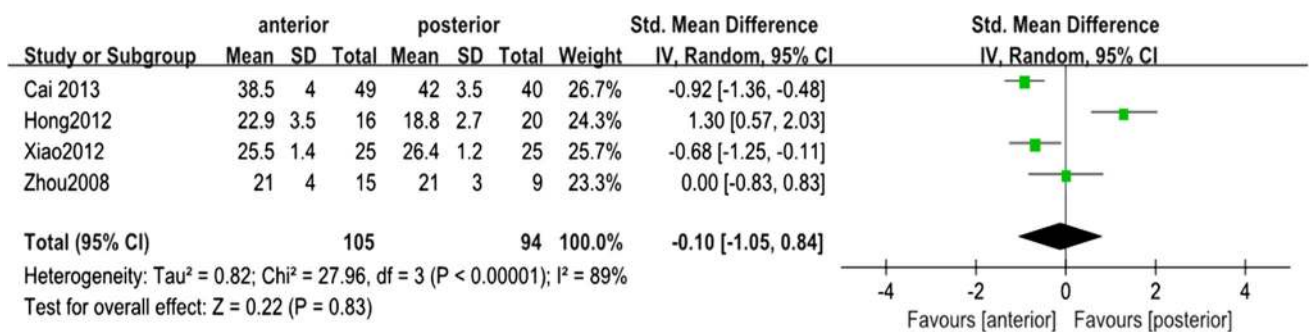 anterior posterior Std. Mean Difference Std. Mean Difference
Study or Subgroup Mean SD Total Mean SD Total Weight IV, Random, 95% CI IV, Random, 95% CI
Cai 2013 38.5 4 49 42 3.5 40 26.7% -0.92 [-1.36, -0.48]
Hong2012 22.9 3.5 16 18.8 2.7 20 24.3% 1.30 [0.57, 2.03]
Xiao2012 25.5 1.4 25 26.4 1.2 25 25.7% -0.68 [-1.25, -0.11]
Zhou2008 21 4 15 21 3 9 23.3% 0.00 [-0.83, 0.83]
Total (95% CI) 105 94 100.0% -0.10 [-1.05, 0.84]
Heterogeneity: Tau² = 0.82; Chi² = 27.96, df = 3 (P < 0.00001); I² = 89%
Test for overall effect: Z = 0.22 (P = 0.83)
-4 -2 0 2 4
Favours [anterior] Favours [posterior]